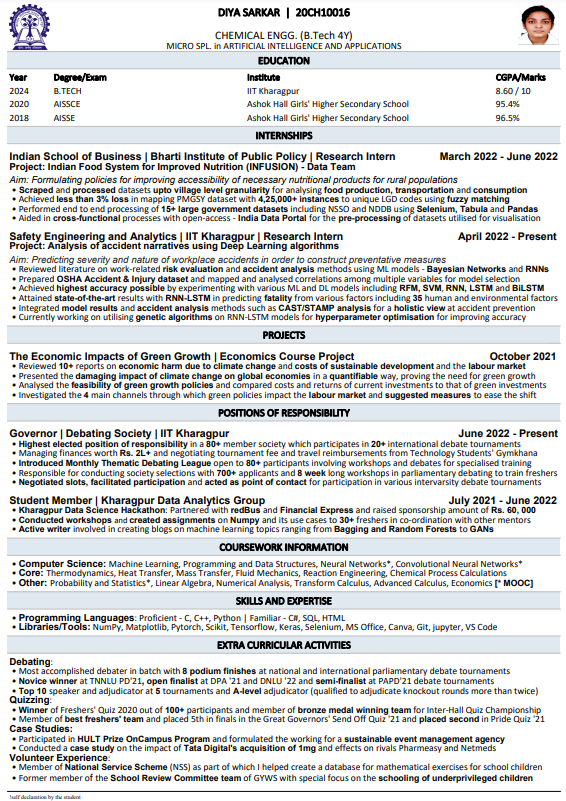 DIYA SARKAR | 20CH10016
CHEMICAL ENGG. (B.Tech 4Y)
MICRO SPL. in ARTIFICIAL INTELLIGENCE AND APPLICATIONS
EDUCATION
Year Degree/Exam Institute CGPA/Marks
2024 B.TECH IIT Kharagpur 8.60 / 10
2020 AISSCE Ashok Hall Girls' Higher Secondary School 95.4%
2018 AISSE Ashok Hall Girls' Higher Secondary School 96.5%
INTERNSHIPS
Indian School of Business | Bharti Institute of Public Policy | Research Intern March 2022 - June 2022
Project: Indian Food System for Improved Nutrition (INFUSION) - Data Team
Aim: Formulating policies for improving accessibility of necessary nutritional products for rural populations
• Scraped and processed datasets upto village level granularity for analysing food production, transportation and consumption
• Achieved less than 3% loss in mapping PMGSY dataset with 4,25,000+ instances to unique LGD codes using fuzzy matching
• Performed end to end processing of 15+ large government datasets including NSSO and NDDB using Selenium, Tabula and Pandas
• Aided in cross-functional processes with open-access - India Data Portal for the pre-processing of datasets utilised for visualisation
Safety Engineering and Analytics | IIT Kharagpur | Research Intern April 2022 - Present
Project: Analysis of accident narratives using Deep Learning algorithms
Aim: Predicting severity and nature of workplace accidents in order to construct preventative measures
• Reviewed literature on work-related risk evaluation and accident analysis methods using ML models - Bayesian Networks and RNNs
• Prepared OSHA Accident & Injury dataset and mapped and analysed correlations among multiple variables for model selection
• Achieved highest accuracy possible by experimenting with various ML and DL models including RFM, SVM, RNN, LSTM and BiLSTM
• Attained state-of-the-art results with RNN-LSTM in predicting fatality from various factors including 35 human and environmental factors
• Integrated model results and accident analysis methods such as CAST/STAMP analysis for a holistic view at accident prevention
• Currently working on utilising genetic algorithms on RNN-LSTM models for hyperparameter optimisation for improving accuracy
PROJECTS
The Economic Impacts of Green Growth | Economics Course Project October 2021
• Reviewed 10+ reports on economic harm due to climate change and costs of sustainable development and the labour market
• Presented the damaging impact of climate change on global economies in a quantifiable way, proving the need for green growth
• Analysed the feasibility of green growth policies and compared costs and returns of current investments to that of green investments
• Investigated the 4 main channels through which green policies impact the labour market and suggested measures to ease the shift
POSITIONS OF RESPONSIBILITY
Governor | Debating Society | IIT Kharagpur June 2022 - Present
• Highest elected position of responsibility in a 80+ member society which participates in 20+ international debate tournaments
• Managing finances worth Rs. 2L+ and negotiating tournament fee and travel reimbursements from Technology Students' Gymkhana
• Introduced Monthly Thematic Debating League open to 80+ participants involving workshops and debates for specialised training
• Responsible for conducting society selections with 700+ applicants and 8 week long workshops in parliamentary debating to train freshers
• Negotiated slots, facilitated participation and acted as point of contact for participation in various intervarsity debate tournaments
Student Member | Kharagpur Data Analytics Group July 2021 - June 2022
• Kharagpur Data Science Hackathon: Partnered with redBus and Financial Express and raised sponsorship amount of Rs. 60, 000
• Conducted workshops and created assignments on Numpy and its use cases to 30+ freshers in co-ordination with other mentors
• Active writer involved in creating blogs on machine learning topics ranging from Bagging and Random Forests to GANs
COURSEWORK INFORMATION
• Computer Science: Machine Learning, Programming and Data Structures, Neural Networks*, Convolutional Neural Networks*
• Core: Thermodynamics, Heat Transfer, Mass Transfer, Fluid Mechanics, Reaction Engineering, Chemical Process Calculations
• Other: Probability and Statistics*, Linear Algebra, Numerical Analysis, Transform Calculus, Advanced Calculus, Economics [* MOOC]
SKILLS AND EXPERTISE
• Programming Languages: Proficient - C, C++, Python | Familiar - C#, SQL, HTML
• Libraries/Tools: NumPy, Matplotlib, Pytorch, Scikit, Tensorflow, Keras, Selenium, MS Office, Canva, Git, jupyter, VS Code
EXTRA CURRICULAR ACTIVITIES
Debating:
• Most accomplished debater in batch with 8 podium finishes at national and international parliamentary debate tournaments
• Novice winner at TNNLU PD'21, open finalist at DPA '21 and DNLU '22 and semi-finalist at PAPD'21 debate tournaments
• Top 10 speaker and adjudicator at 5 tournaments and A-level adjudicator (qualified to adjudicate knockout rounds more than twice)
Quizzing:
• Winner of Freshers' Quiz 2020 out of 100+ participants and member of bronze medal winning team for Inter-Hall Quiz Championship
• Member of best freshers' team and placed 5th in finals in the Great Governors' Send Off Quiz '21 and placed second in Pride Quiz '21
Case Studies:
• Participated in HULT Prize OnCampus Program and formulated the working for a sustainable event management agency
• Conducted a case study on the impact of Tata Digital's acquisition of 1mg and effects on rivals Pharmeasy and Netmeds
Volunteer Experience:
• Member of National Service Scheme (NSS) as part of which I helped create a database for mathematical exercises for school children
• Former member of the School Review Committee team of GYWS with special focus on the schooling of underprivileged children
!self declaration by the student